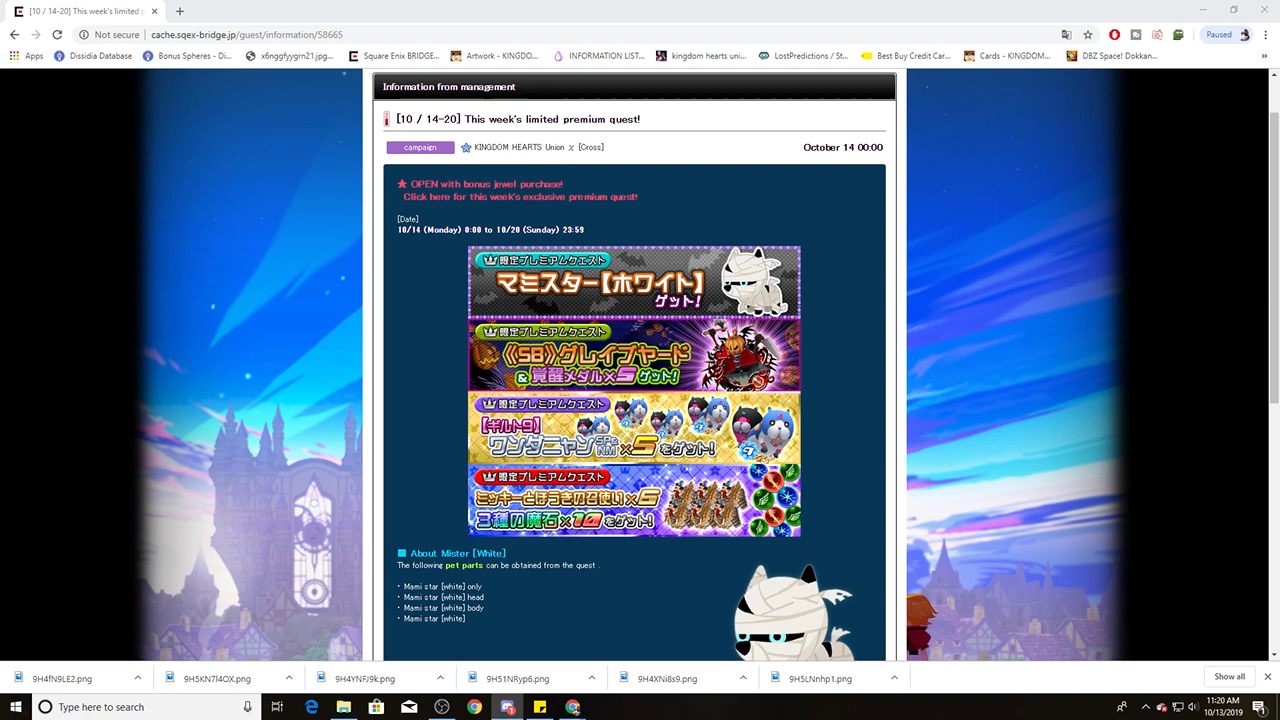 [10 / 14-20] This week's limited p
Not secure
cache.sqex-bridge.jp/guest/information/58665
Paused
Apps
Dissidia Database
Bonus Spheres - Di...
x6nggfyygrn21.jpg...
Square Enix BRIDGE...
Artwork - KINGDO...
INFORMATION LIST...
kingdom hearts uni...
LostPredictions / St...
Best Buy Credit Car...
Cards - KINGDOM...
DBZ Space! Dokkan...
»
Information from management
[10 / 14-20] This week's limited premium quest!
campaign
KINGDOM HEARTS Union χ [Cross]
October 14 00:00
★ OPEN with bonus jewel purchase!
Click here for this week's exclusive premium quest!
[Date]
10/14 (Monday) 0:00 to 10/20 (Sunday) 23:59
限定プレミアムクエスト
マミスター【ホワイト】
ゲット!
限定プレミアムクエスト
《SB》グレイブヤード
&覚醒メダル×5ゲット!
限定プレミアムクエスト
【ギルト9】
ワンダニャン SP& NM ×5をゲット!
限定プレミアムクエスト
ミッキーとほうきの召使い×5
3種の魔石×10をゲット!
■ About Mister [White]
The following pet parts can be obtained from the quest .
・ Mami star [white] only
・ Mami star [white] head
・ Mami star [white] body
・ Mami star [white]
9H4fN9LE2.png
9H5KN7l4OX.png
9H4YNFJ9k.png
9H51NRyp6.png
9H4XNi8s9.png
9H5LNnhp1.png
Show all
Type here to search
11:20 AM
10/13/2019